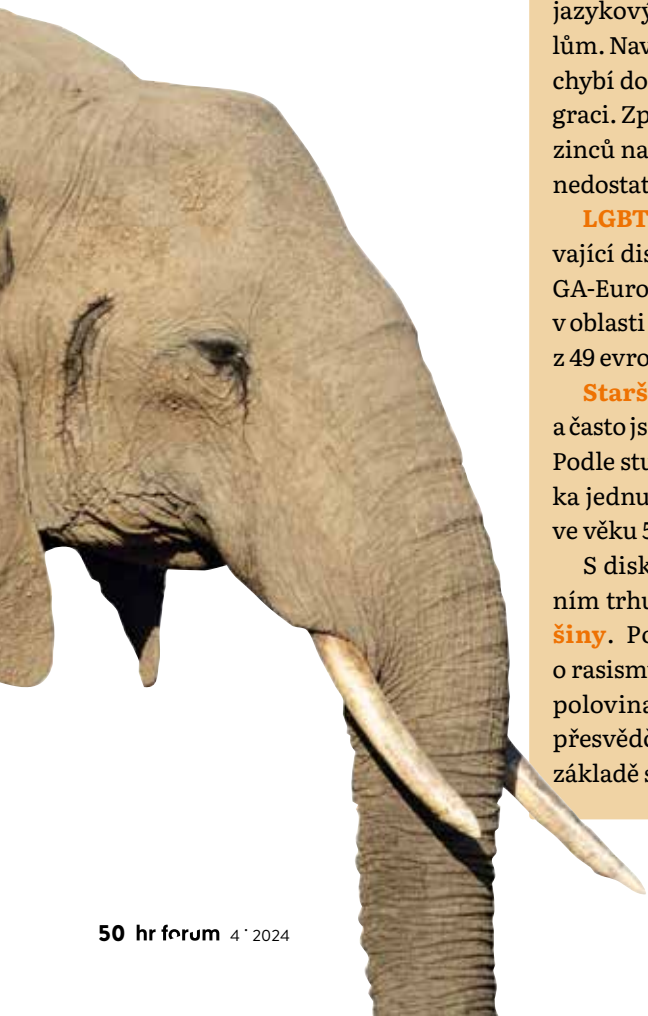 jazykový
lům. Nav
chybí do
graci. Zp
zinců na
nedostat
LGBT
vající dis
GA-Euro
v oblasti
z 49 evro
Starš
a často js
Podle stu
ka jednu
ve věku 5
S disk
ním trhu
šiny. Po
o rasism
polovina
přesvědč
základě s
50 hr forum 4 · 2024